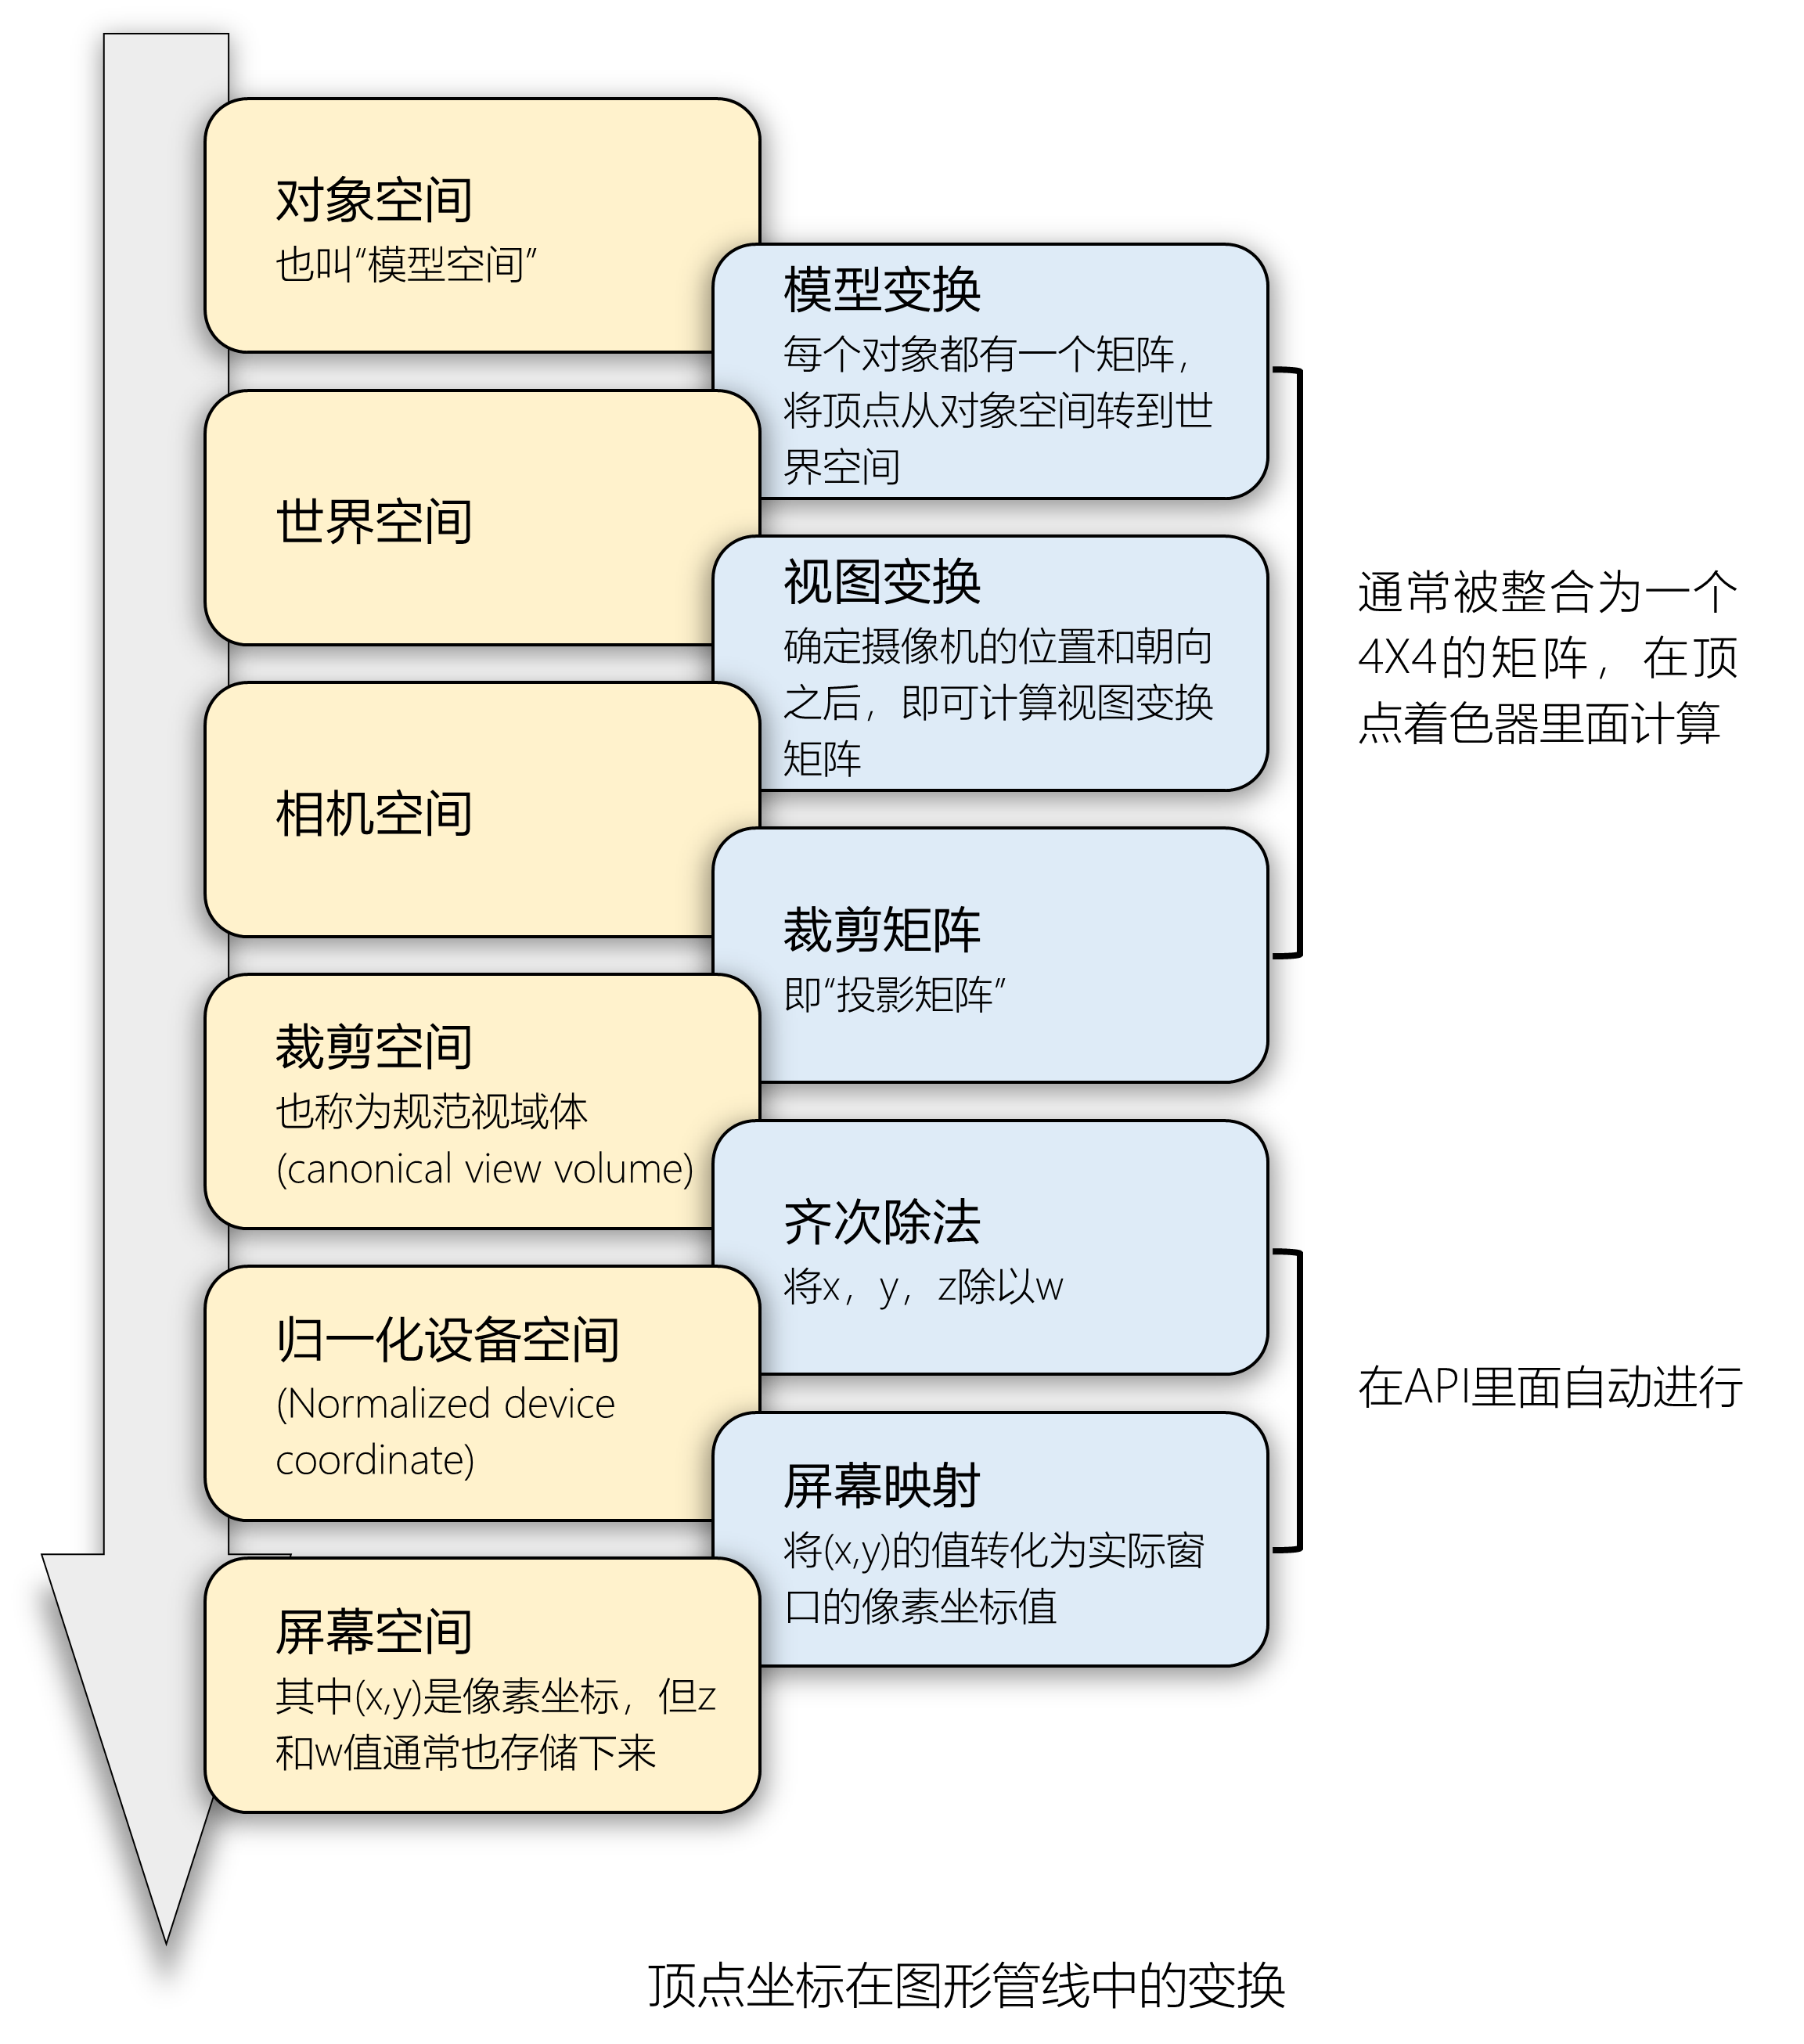 对象空间
也叫“模型空间”
模型变换
每个对象都有一个矩阵，
将顶点从对象空间转到世
界空间
世界空间
视图变换
确定摄像机的位置和朝向
之后，即可计算视图变换
矩阵
通常被整合为一个
4X4的矩阵，在顶
点着色器里面计算
相机空间
裁剪矩阵
即“投影矩阵”
裁剪空间
也称为规范视域体
(canonical view volume)
齐次除法
将x，y，z除以w
归一化设备空间
(Normalized device
coordinate)
在API里面自动进行
屏幕映射
将(x,y)的值转化为实际窗
口的像素坐标值
屏幕空间
其中(x,y)是像素坐标，但z
和w值通常也存储下来
顶点坐标在图形管线中的变换